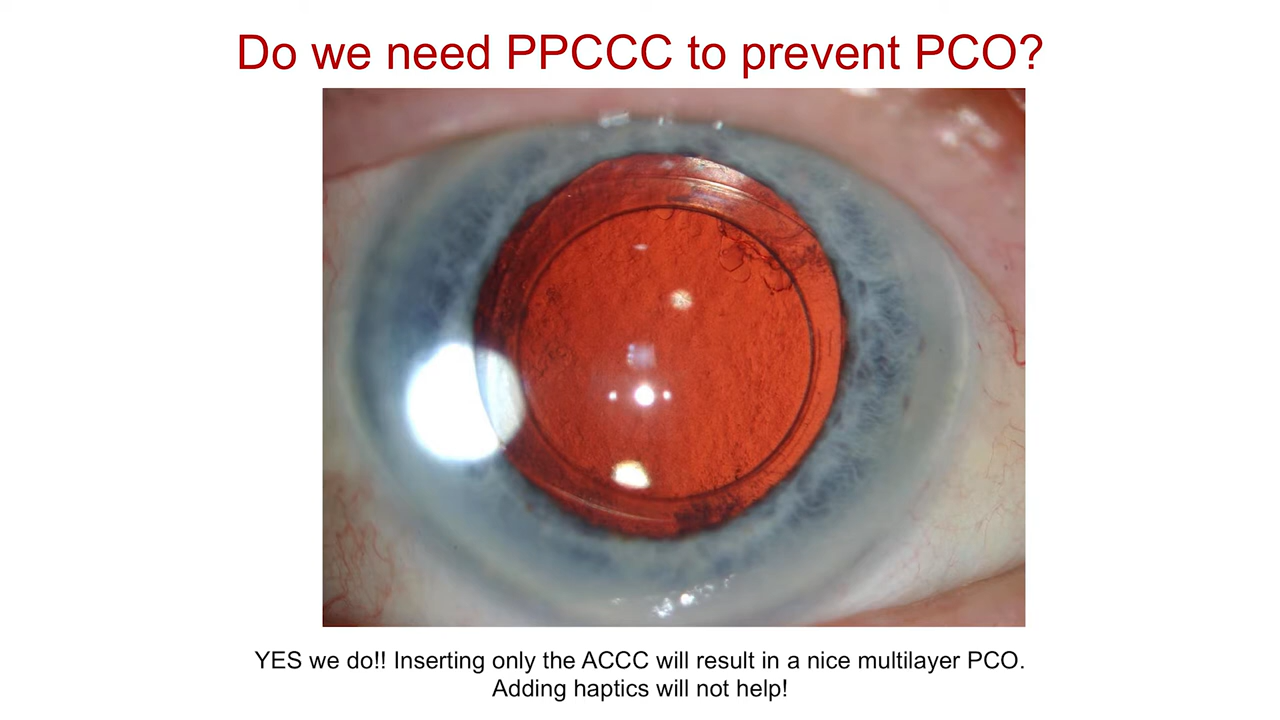 Do we need PPCCC to prevent PCO?
YES we do!! Inserting only the ACCC will result in a nice multilayer PCO.
Adding haptics will not help!